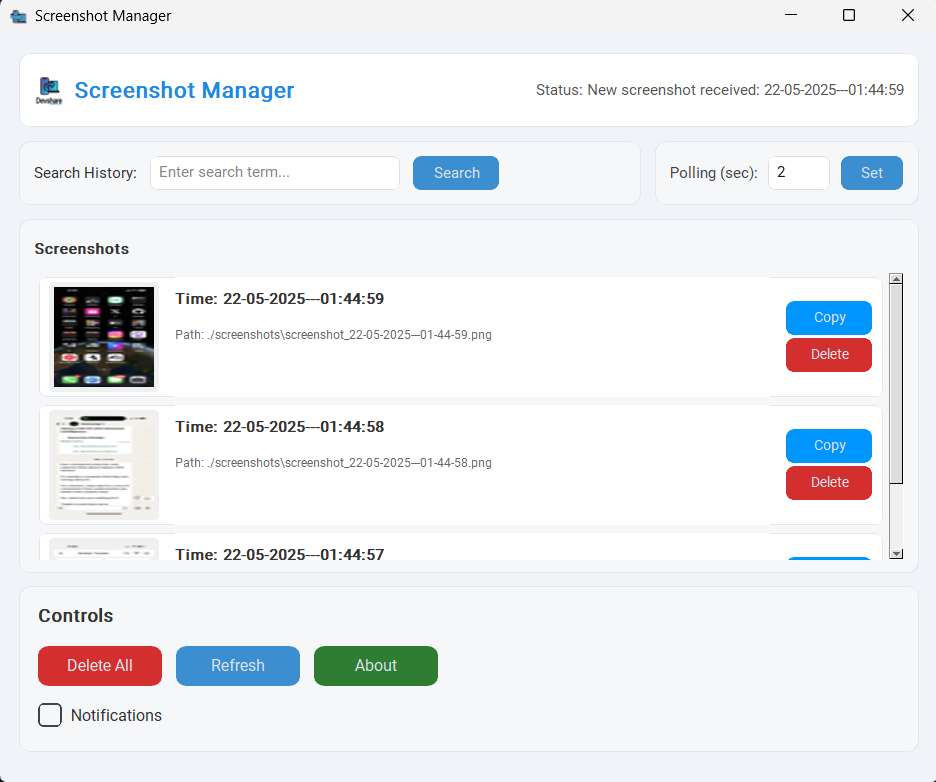 Screenshot Manager
Devshare
Screenshot Manager
Status: New screenshot received: 22-05-2025---01:44:59
Search History:
Enter search term...
Search
Polling (sec):
2
Set
Screenshots
Time: 22-05-2025---01:44:59
Path: ./screenshots\screenshot_22-05-2025---01-44-59.png
Copy
Delete
Time: 22-05-2025---01:44:58
Path: ./screenshots\screenshot_22-05-2025---01-44-58.png
Copy
Delete
Time: 22-05-2025---01:44:57
Controls
Delete All
Refresh
About
Notifications